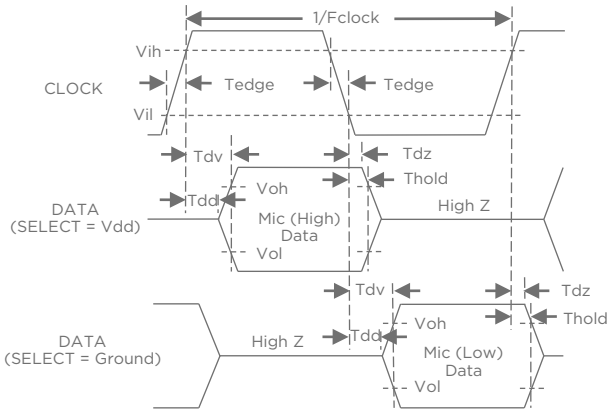 1/Fclock
Vih
CLOCK
Tedge
Tedge
Vil
Tdv
Tdz
Thold
Tdd
Voh
DATA
(SELECT = Vdd)
Mic (High)
Data
High Z
Vol
Tdv
Tdz
Thold
Tdd
Voh
DATA
(SELECT = Ground)
High Z
Mic (Low)
Data
Vol